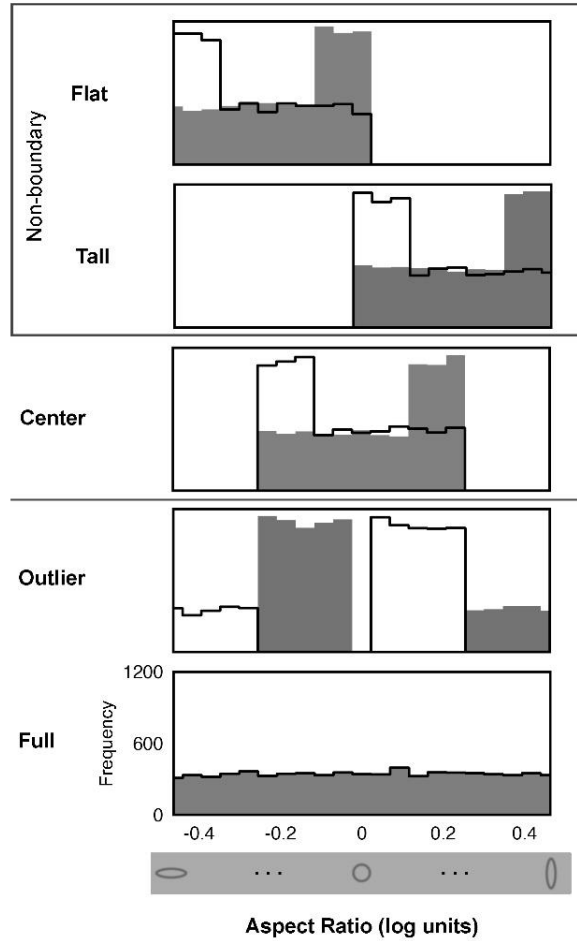 Non-boundary
Flat
Tall
Center
Outlier
Full
Frequency
1200
600
0
-0.4 -0.2 0 0.2 0.4
Aspect Ratio (log units)